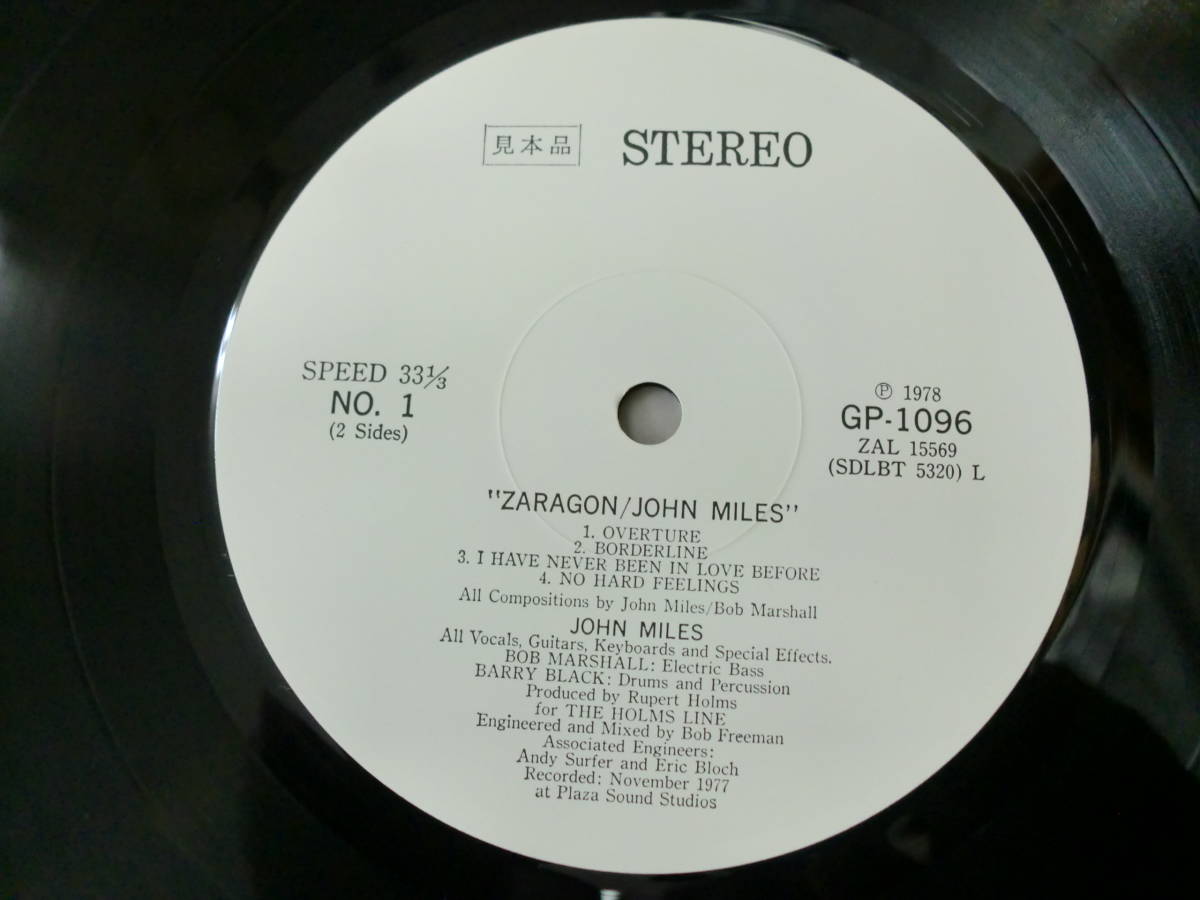 見本品 STEREO
SPEED 33⅓
NO. 1
(2 Sides)
Ⓟ 1978
GP-1096
ZAL 15569
(SDLBT 5320) L
"ZARAGON/JOHN MILES"
1. OVERTURE
2. BORDERLINE
3. I HAVE NEVER BEEN IN LOVE BEFORE
4. NO HARD FEELINGS
All Compositions by John Miles/Bob Marshall
JOHN MILES
All Vocals, Guitars, Keyboards and Special Effects.
BOB MARSHALL: Electric Bass
BARRY BLACK: Drums and Percussion
Produced by Rupert Holms
for THE HOLMS LINE
Engineered and Mixed by Bob Freeman
Associated Engineers:
Andy Surfer and Eric Bloch
Recorded: November 1977
at Plaza Sound Studios